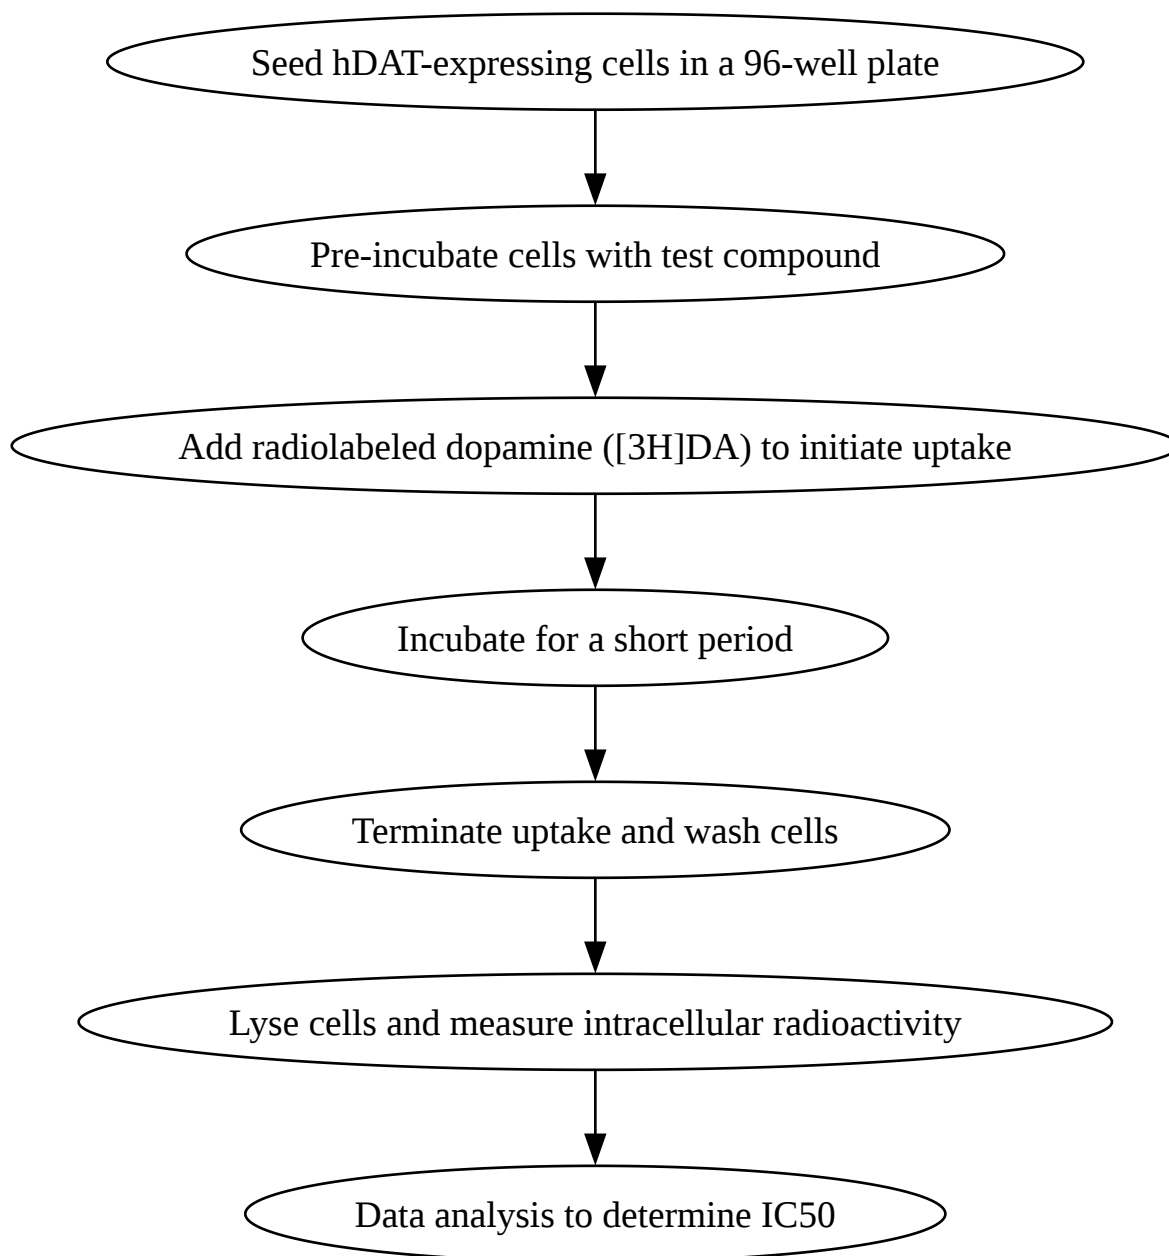 Seed hDAT-expressing cells in a 96-well plate
Pre-incubate cells with test compound
Add radiolabeled dopamine ([3H]DA) to initiate uptake
Incubate for a short period
Terminate uptake and wash cells
Lyse cells and measure intracellular radioactivity
Data analysis to determine IC50